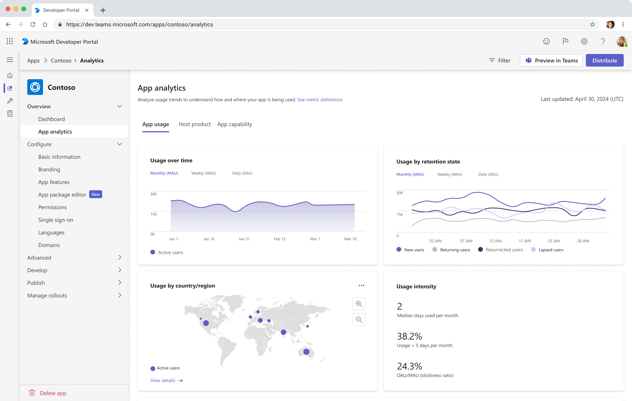 Developer Portal
https://dev.teams.microsoft.com/apps/contoso/analytics
Microsoft Developer Portal
Apps > Contoso > Analytics
Filter
Preview in Teams
Distribute
Contoso
Overview
Dashboard
App analytics
Configure
Basic information
Branding
App features
App package editor New
Permissions
Single sign-on
Languages
Domains
Advanced
Develop
Publish
Manage rollouts
Delete app
App analytics
Analyze usage trends to understand how and where your app is being used. See metric definitions
Last updated: April 30, 2024 (UTC)
App usage Host product App capability
Usage over time
Monthly (MAU) Weekly (WAU) Daily (DAU)
30K
15K
0K
Jan 1 Jan 16 Jan 31 Feb 15 Mar 1 Mar 16
Active users
Usage by retention state
Monthly (MAU) Weekly (WAU) Daily (DAU)
30K
15K
0
02 JAN 07 JAN 12 JAN 17 JAN 23 JAN 28 JAN
New users Returning users Resurrected users Lapsed users
Usage by country/region
Active users
View details →
Usage intensity
2
Median days used per month
38.2%
Usage > 5 days per month
24.3%
DAU/MAU (stickiness ratio)